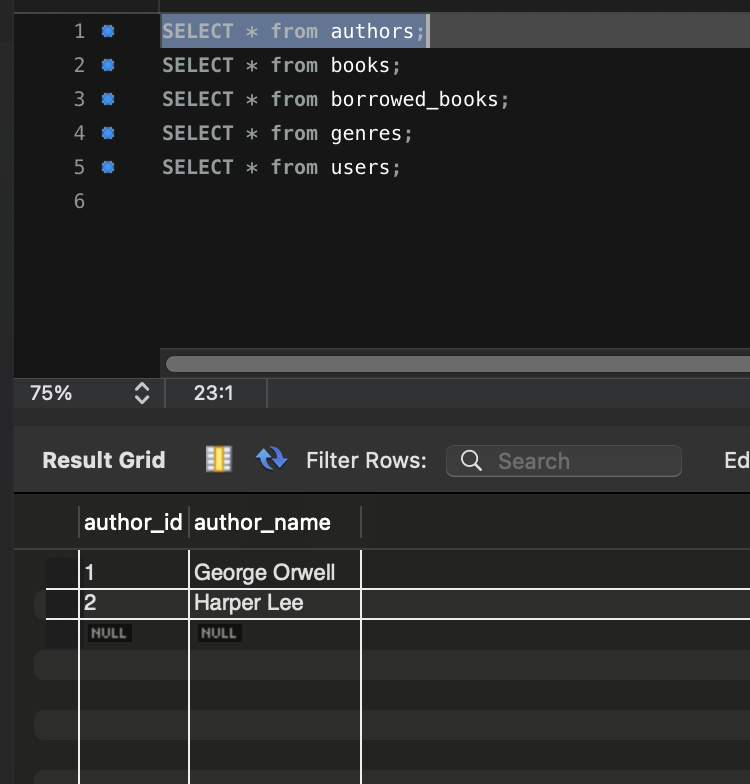 1 SELECT * from authors;
2 SELECT * from books;
3 SELECT * from borrowed_books;
4 SELECT * from genres;
5 SELECT * from users;
6
75% 23:1
Result Grid Filter Rows: Search Ed
author_id author_name
1 George Orwell
2 Harper Lee
NULL NULL